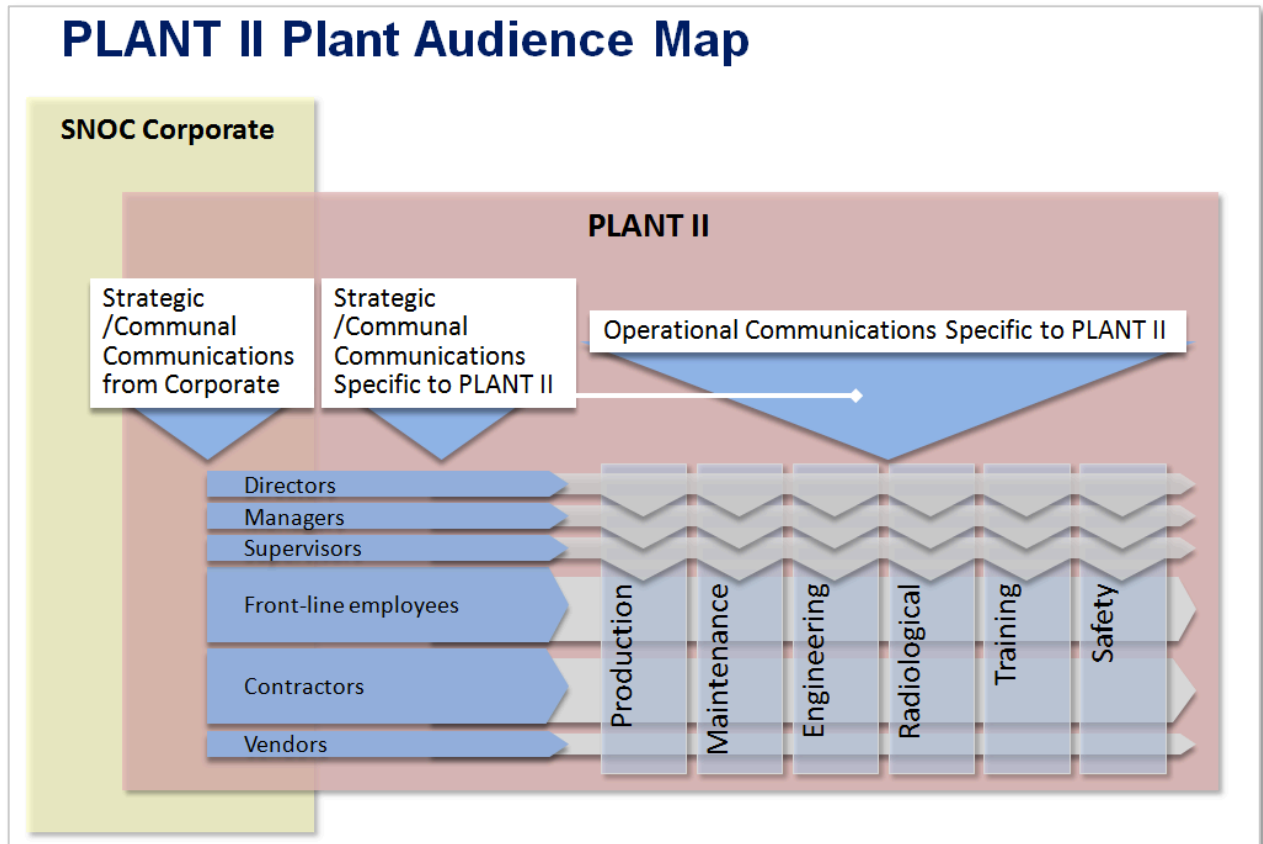 PLANT II Plant Audience Map
SNOC Corporate
PLANT II
Strategic
/Communal
Communications
from Corporate
Strategic
/Communal
Communications
Specific to PLANT II
Operational Communications Specific to PLANT II
Directors
Managers
Supervisors
Front-line employees
Contractors
Vendors
Production
Maintenance
Engineering
Radiological
Training
Safety